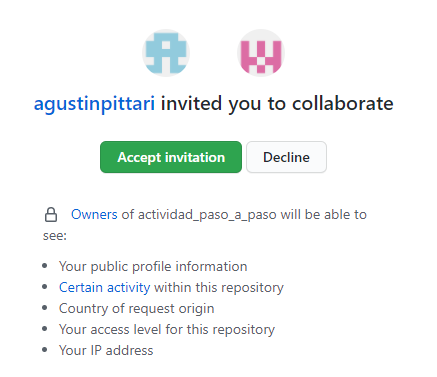 agustinpittari invited you to collaborate
Accept invitation
Decline
Owners of actividad_paso_a_paso will be able to
see:
Your public profile information
Certain activity within this repository
Country of request origin
Your access level for this repository
Your IP address